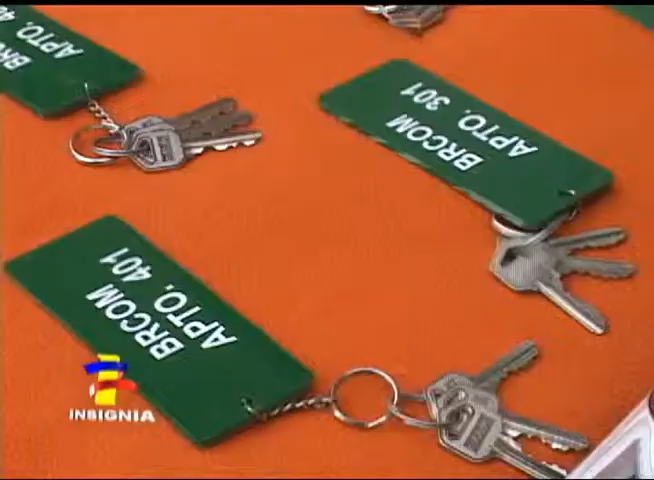 BRCOM
APTO. 301
BRCOM
APTO. 401
INSIGNIA